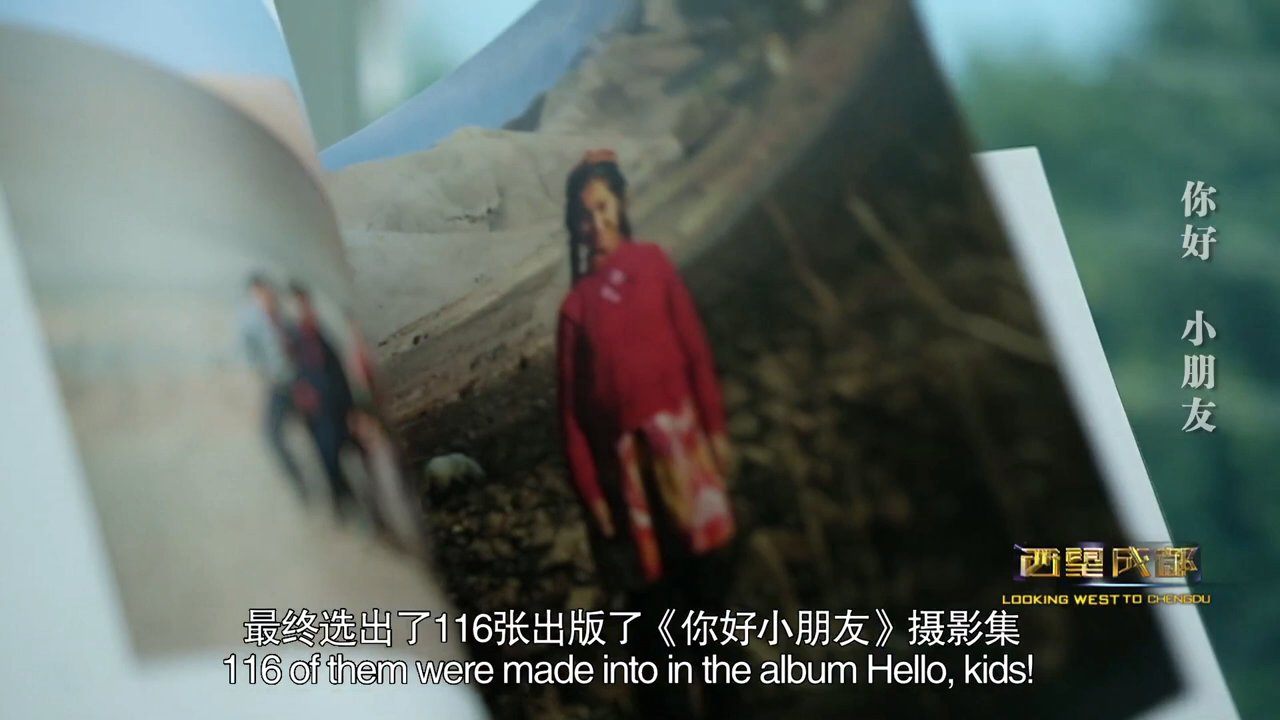 你好 小朋友
西望成都
LOOKING WEST TO CHENGDU
最终选出了116张出版了《你好小朋友》摄影集
116 of them were made into in the album Hello, kids!